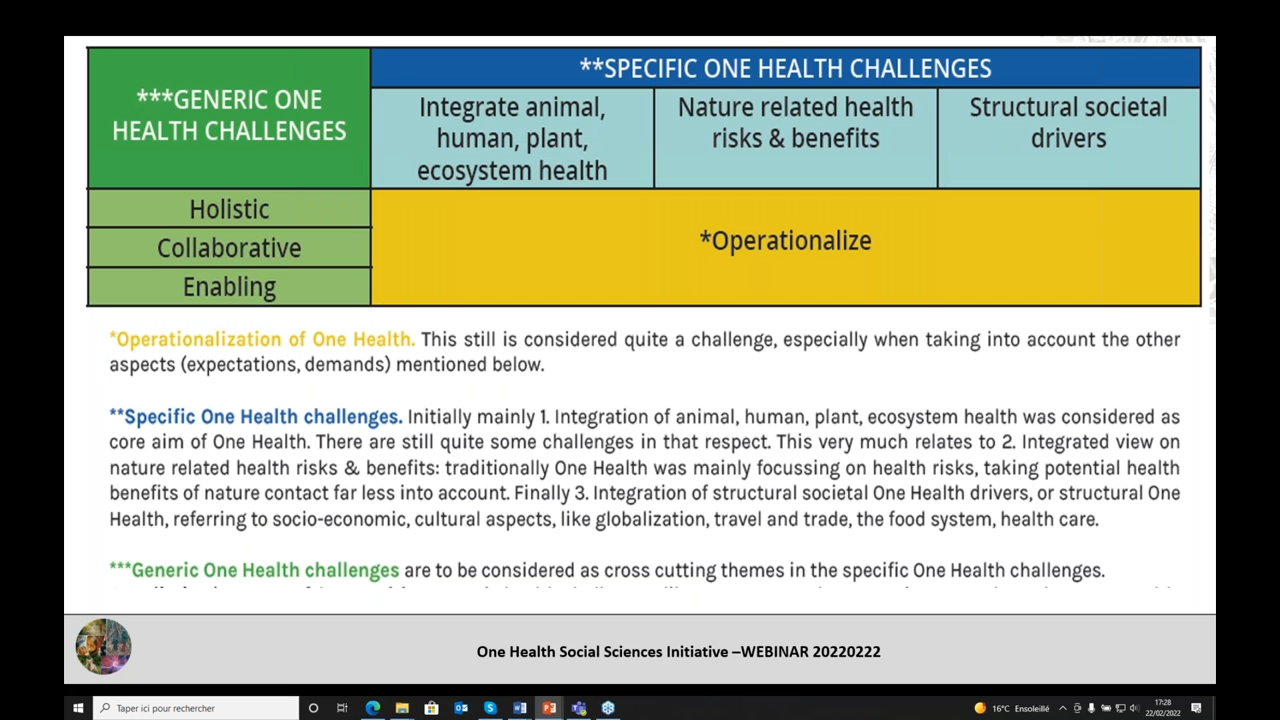 ***GENERIC ONE
HEALTH CHALLENGES
**SPECIFIC ONE HEALTH CHALLENGES
Integrate animal,
human, plant,
ecosystem health
Nature related health
risks & benefits
Structural societal
drivers
Holistic
Collaborative
Enabling
*Operationalize
*Operationalization of One Health. This still is considered quite a challenge, especially when taking into account the other
aspects (expectations, demands) mentioned below.
**Specific One Health challenges. Initially mainly 1. Integration of animal, human, plant, ecosystem health was considered as
core aim of One Health. There are still quite some challenges in that respect. This very much relates to 2. Integrated view on
nature related health risks & benefits: traditionally One Health was mainly focussing on health risks, taking potential health
benefits of nature contact far less into account. Finally 3. Integration of structural societal One Health drivers, or structural One
Health, referring to socio-economic, cultural aspects, like globalization, travel and trade, the food system, health care.
***Generic One Health challenges are to be considered as cross cutting themes in the specific One Health challenges.
One Health Social Sciences Initiative –WEBINAR 20220222
Taper ici pour rechercher
16°C Ensoleillé
17:28
22/02/2022